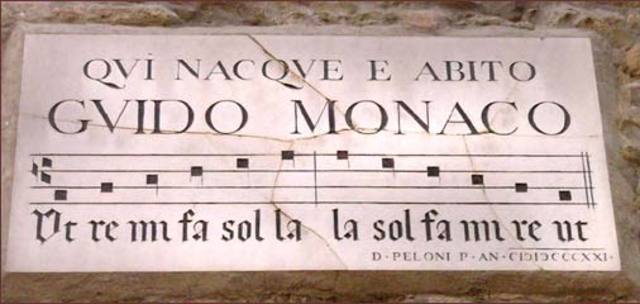 QVÌ NACQVE E ABITO
GVIDO MONACO
Vt re mi fa sol la la sol fa mi re ut
D·PELONI P·AN·CIƆIƆCCCXXI·